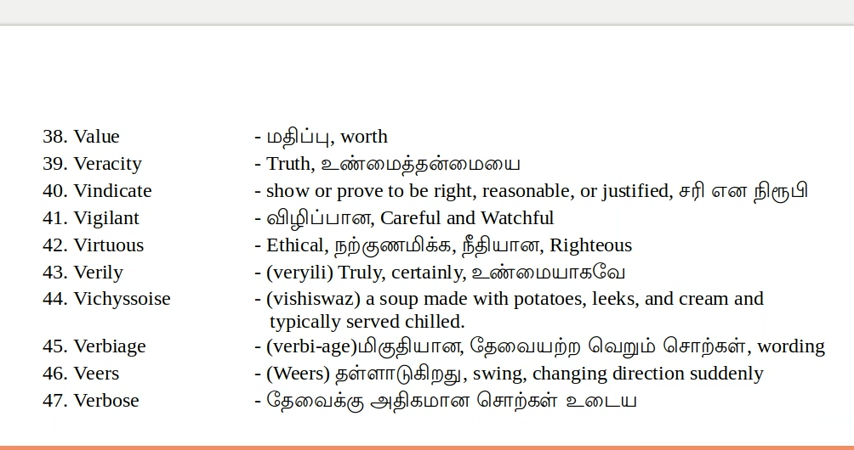 38. Value - மதிப்பு, worth
39. Veracity - Truth, உண்மைத்தன்மையை
40. Vindicate - show or prove to be right, reasonable, or justified, சரி என நிரூபி
41. Vigilant - விழிப்பான, Careful and Watchful
42. Virtuous - Ethical, நற்குணமிக்க, நீதியான, Righteous
43. Verily - (veryili) Truly, certainly, உண்மையாகவே
44. Vichyssoise - (vishiswaz) a soup made with potatoes, leeks, and cream and
typically served chilled.
45. Verbiage - (verbi-age)மிகுதியான, தேவையற்ற வெறும் சொற்கள், wording
46. Veers - (Weers) தள்ளாடுகிறது, swing, changing direction suddenly
47. Verbose - தேவைக்கு அதிகமான சொற்கள் உடைய